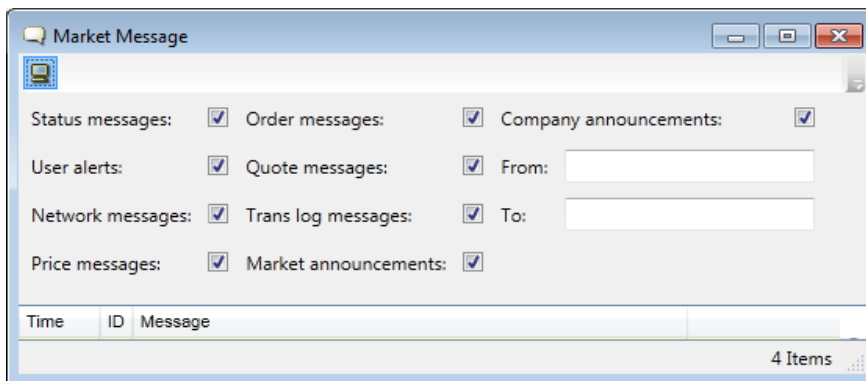 Market Message
Status messages: Order messages: Company announcements:
User alerts: Quote messages: From:
Network messages: Trans log messages: To:
Price messages: Market announcements:
Time ID Message
4 Items